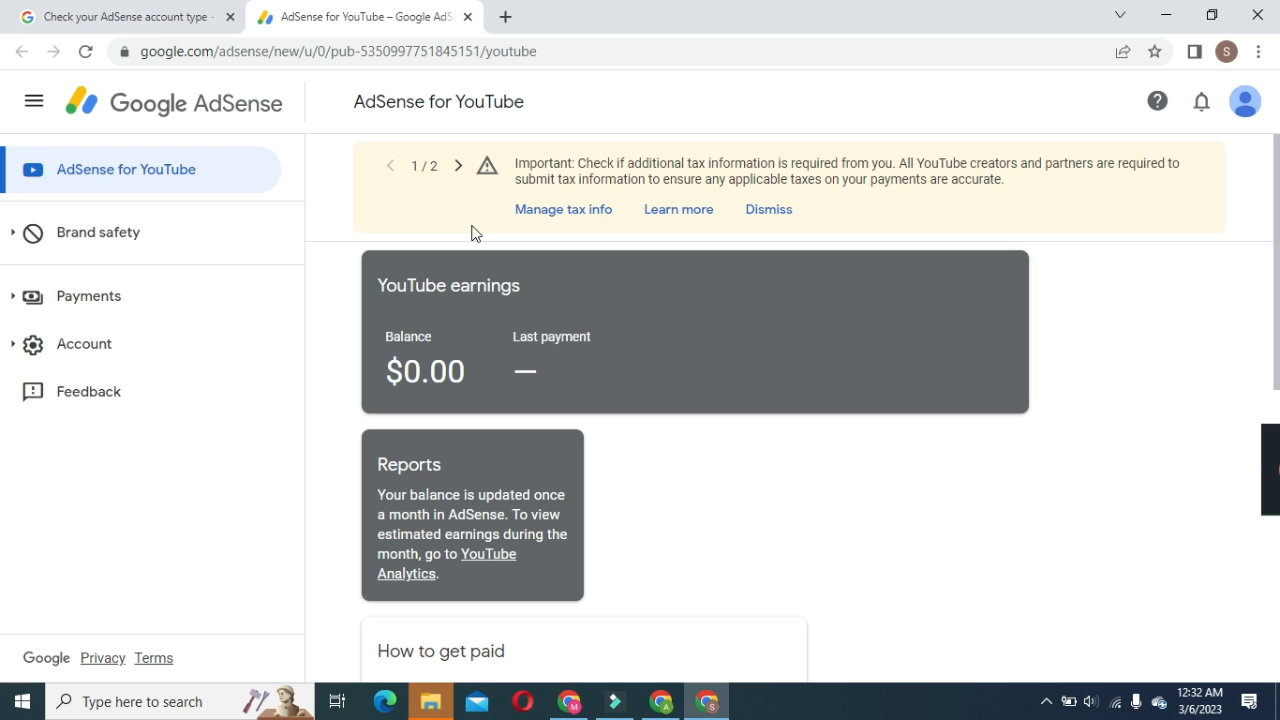 Check your AdSense account type -
AdSense for YouTube – Google AdS
google.com/adsense/new/u/0/pub-5350997751845151/youtube
S
Google AdSense
AdSense for YouTube
AdSense for YouTube
Brand safety
Payments
Account
Feedback
Google Privacy Terms
1 / 2
Important: Check if additional tax information is required from you. All YouTube creators and partners are required to
submit tax information to ensure any applicable taxes on your payments are accurate.
Manage tax info Learn more Dismiss
YouTube earnings
Balance Last payment
$0.00 —
Reports
Your balance is updated once
a month in AdSense. To view
estimated earnings during the
month, go to YouTube
Analytics.
How to get paid
Type here to search
M
A
S
12:32 AM
3/6/2023